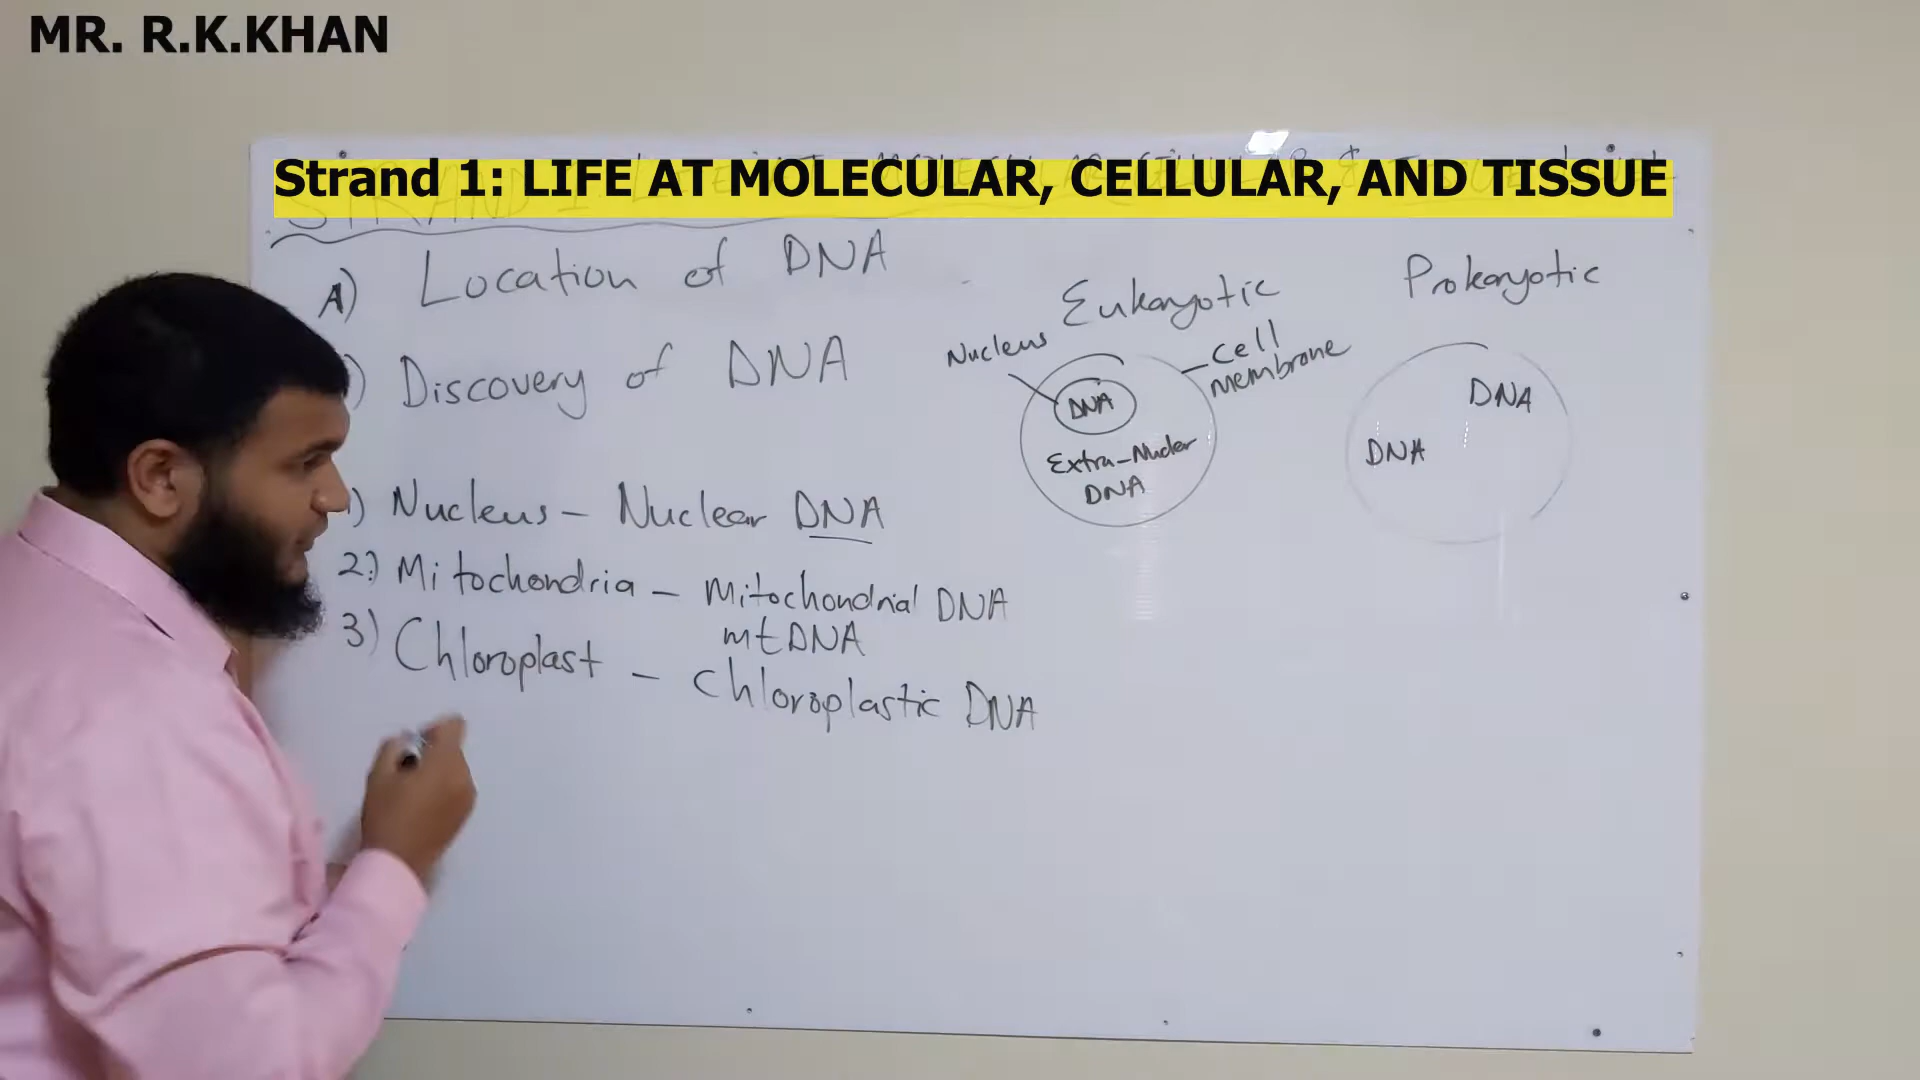 MR. R.K.KHAN
Strand 1: LIFE AT MOLECULAR, CELLULAR, AND TISSUE
A) Location of DNA
) Discovery of DNA
1) Nucleus – Nuclear DNA
2) Mitochondria – Mitochondrial DNA
mtDNA
3) Chloroplast – Chloroplastic DNA
Eukaryotic
Nucleus
Cell
membrane
DNA
Extra-Nuclear
DNA
Prokaryotic
DNA
DNA